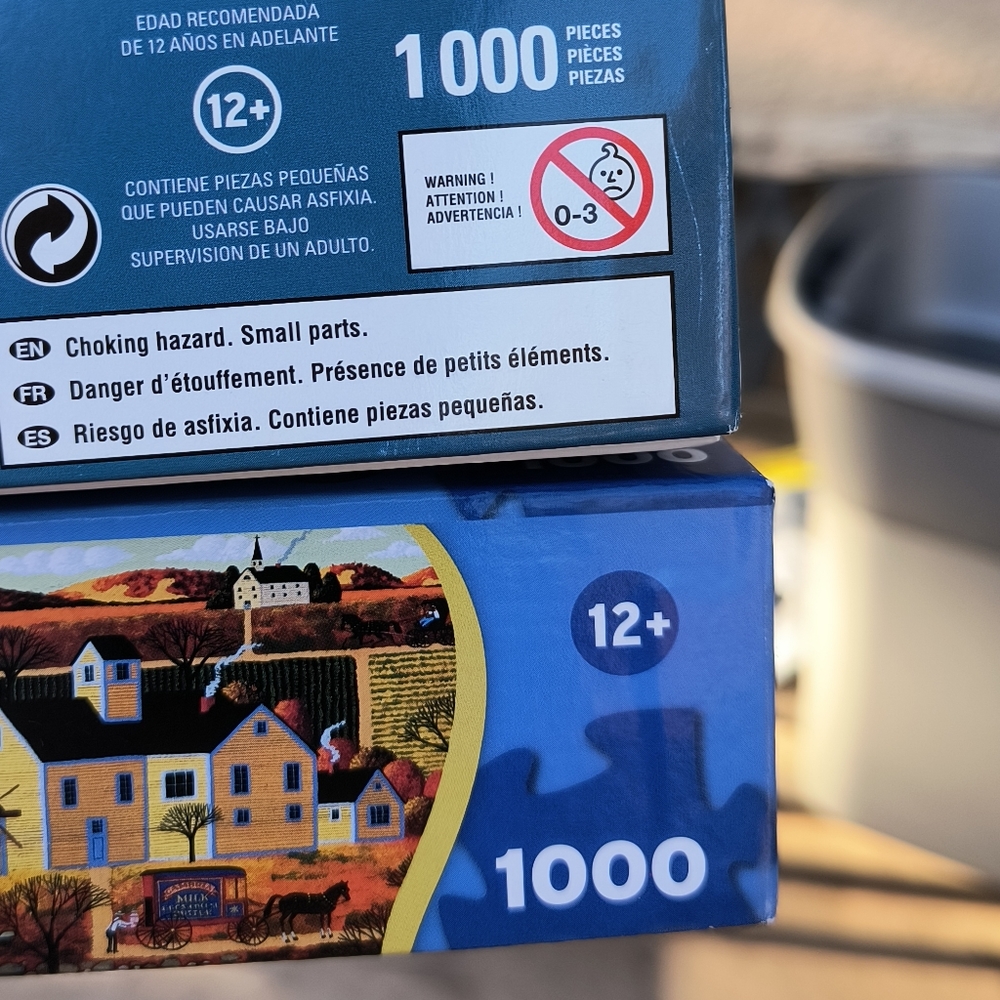 EDAD RECOMENDADA
DE 12 AÑOS EN ADELANTE
12+
1000
PIECES
PIÈCES
PIEZAS
CONTIENE PIEZAS PEQUEÑAS
QUE PUEDEN CAUSAR ASFIXIA.
USARSE BAJO
SUPERVISION DE UN ADULTO.
WARNING !
ATTENTION !
ADVERTENCIA !
0-3
EN Choking hazard. Small parts.
FR Danger d'étouffement. Présence de petits éléments.
ES Riesgo de asfixia. Contiene piezas pequeñas.
12+
1000
MILK